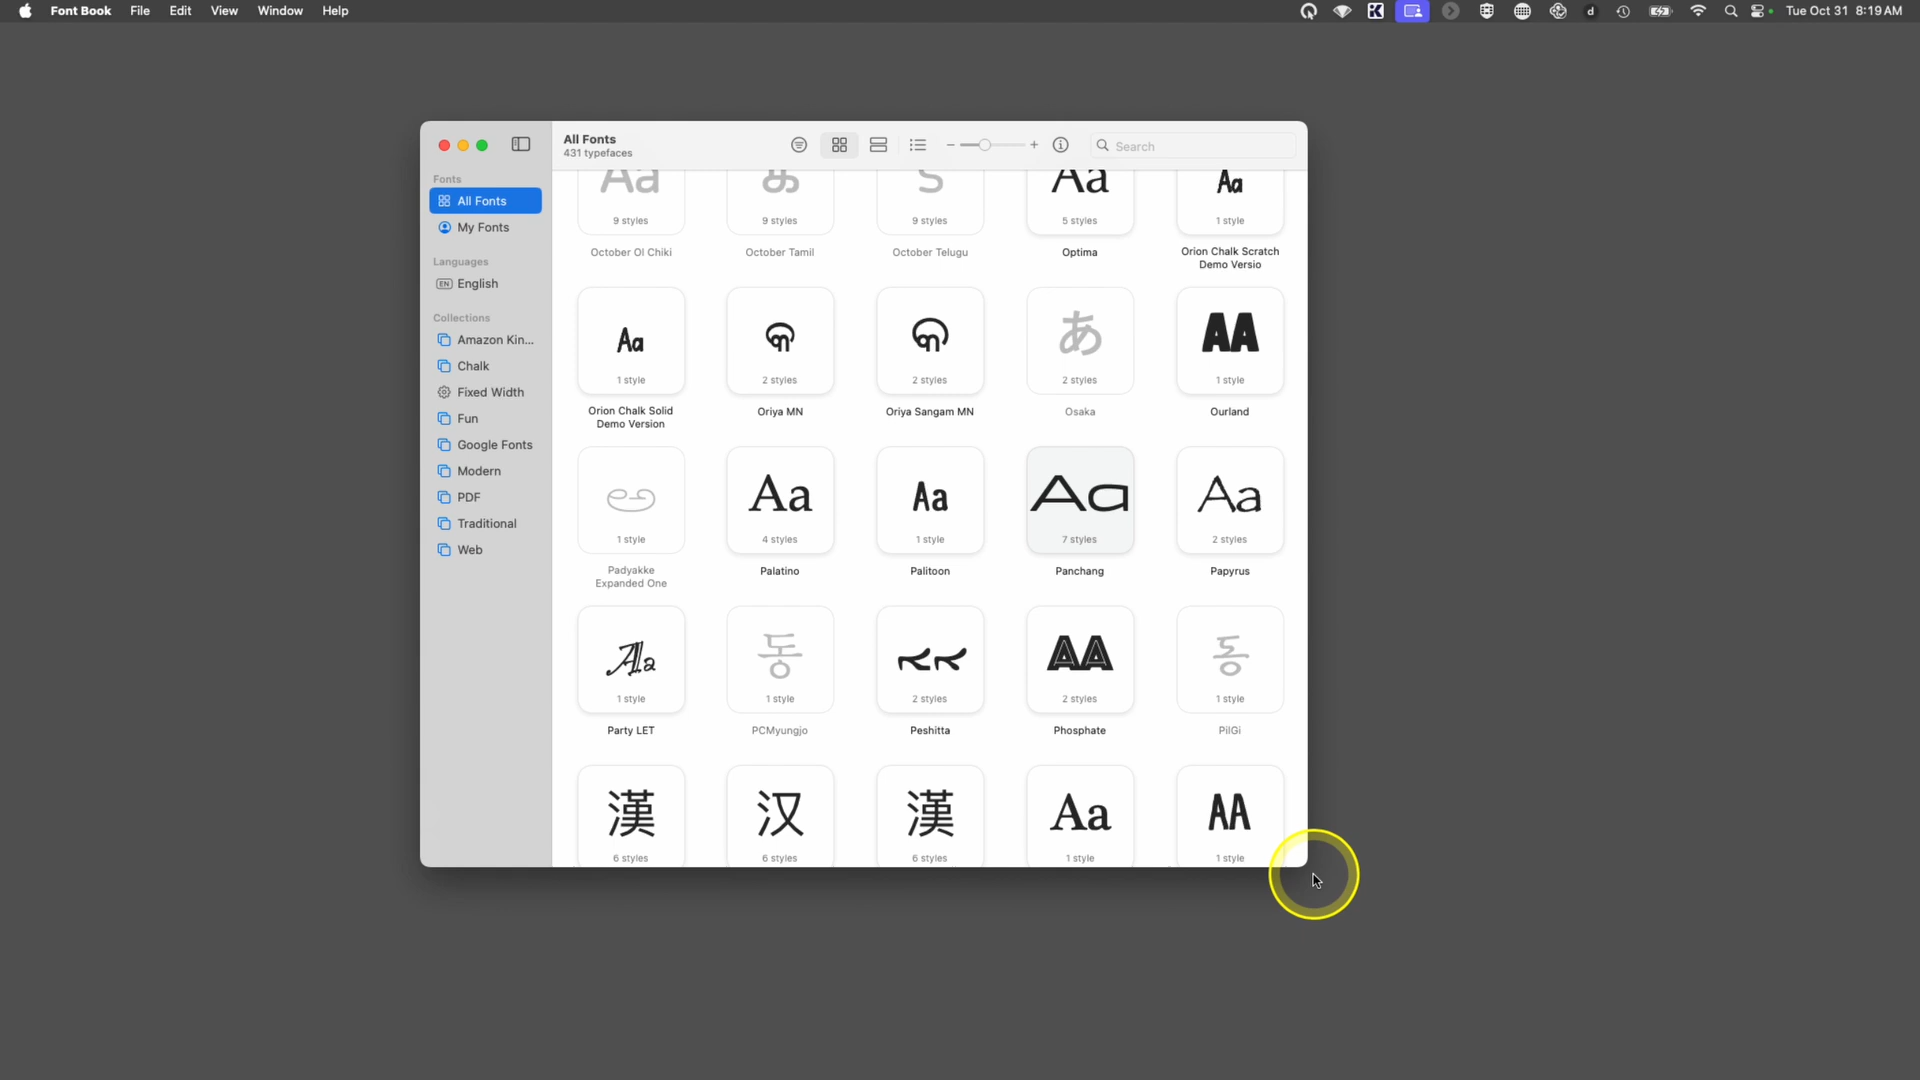 Font Book File Edit View Window Help
d Tue Oct 31 8:19 AM
All Fonts
431 typefaces
Search
Fonts
All Fonts
My Fonts
Languages
EN English
Collections
Amazon Kin...
Chalk
Fixed Width
Fun
Google Fonts
Modern
PDF
Traditional
Web
Aa
Aa
Aa
9 styles
9 styles
9 styles
5 styles
1 style
October Ol Chiki
October Tamil
October Telugu
Optima
Orion Chalk Scratch
Demo Versio
Aa
あ
AA
1 style
2 styles
2 styles
2 styles
1 style
Orion Chalk Solid
Demo Version
Oriya MN
Oriya Sangam MN
Osaka
Ourland
Aa
Aa
Aa
Aa
1 style
4 styles
1 style
7 styles
2 styles
Padyakke
Expanded One
Palatino
Palitoon
Panchang
Papyrus
Aa
동
AA
동
1 style
1 style
2 styles
2 styles
1 style
Party LET
PCMyungjo
Peshitta
Phosphate
PilGi
漢
汉
漢
Aa
AA
6 styles
6 styles
6 styles
1 style
1 style